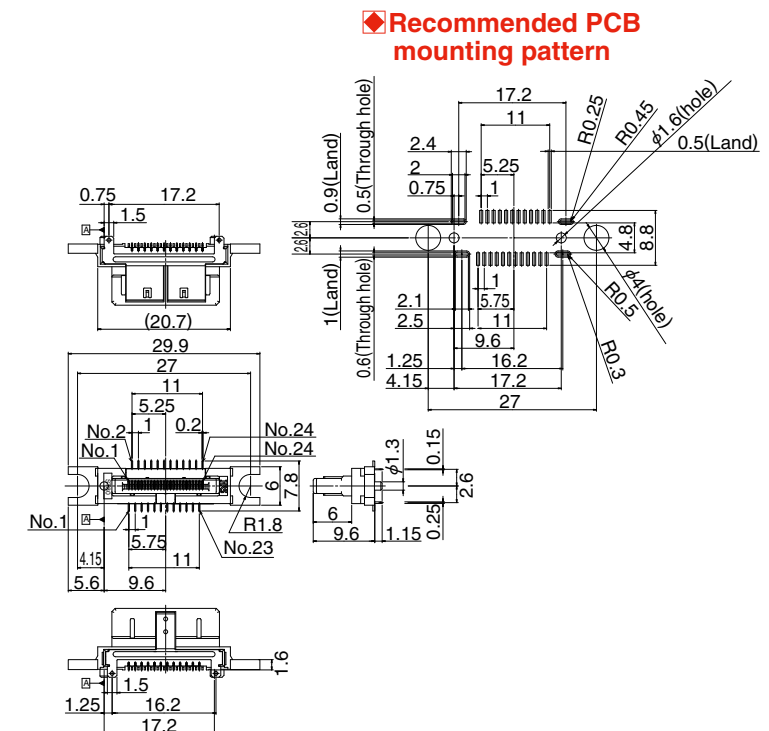 Recommended PCB
mounting pattern
17.2
11
0.5(Land)
2.4
2
5.25
0.75
1
0.9(Land)
0.5(Through hole)
R0.25
R0.45
φ1.6(hole)
2.6
2.6
4.8
8.8
1(Land)
0.6(Through hole)
1
2.1
5.75
2.5
11
9.6
1.25
16.2
4.15
17.2
27
φ4(hole)
R0.5
R0.3
0.75
17.2
1.5
A
(20.7)
29.9
27
11
5.25
No.2
1
0.2
No.24
No.1
No.24
6
7.8
No.1
A
1
R1.8
5.75
No.23
4.15
11
5.6
9.6
φ1.3
0.15
2.6
6
9.6
1.15
0.25
1.6
A
1.5
1.25
16.2
17.2